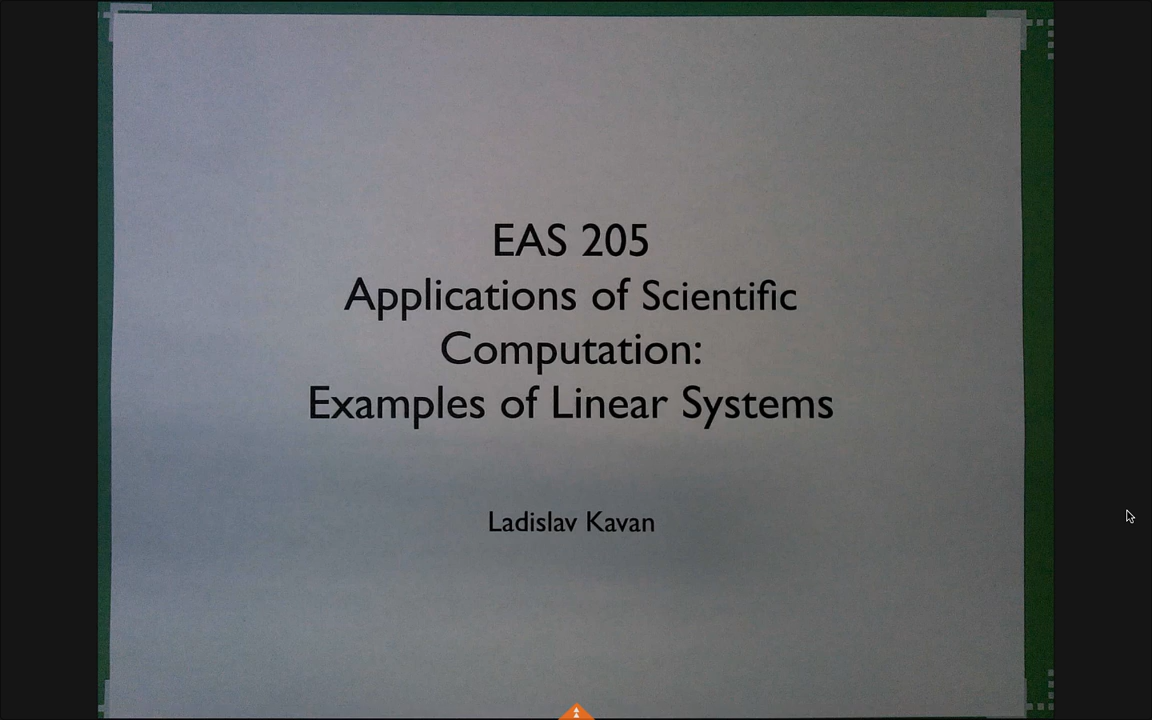 EAS 205
Applications of Scientific
Computation:
Examples of Linear Systems
Ladislav Kavan